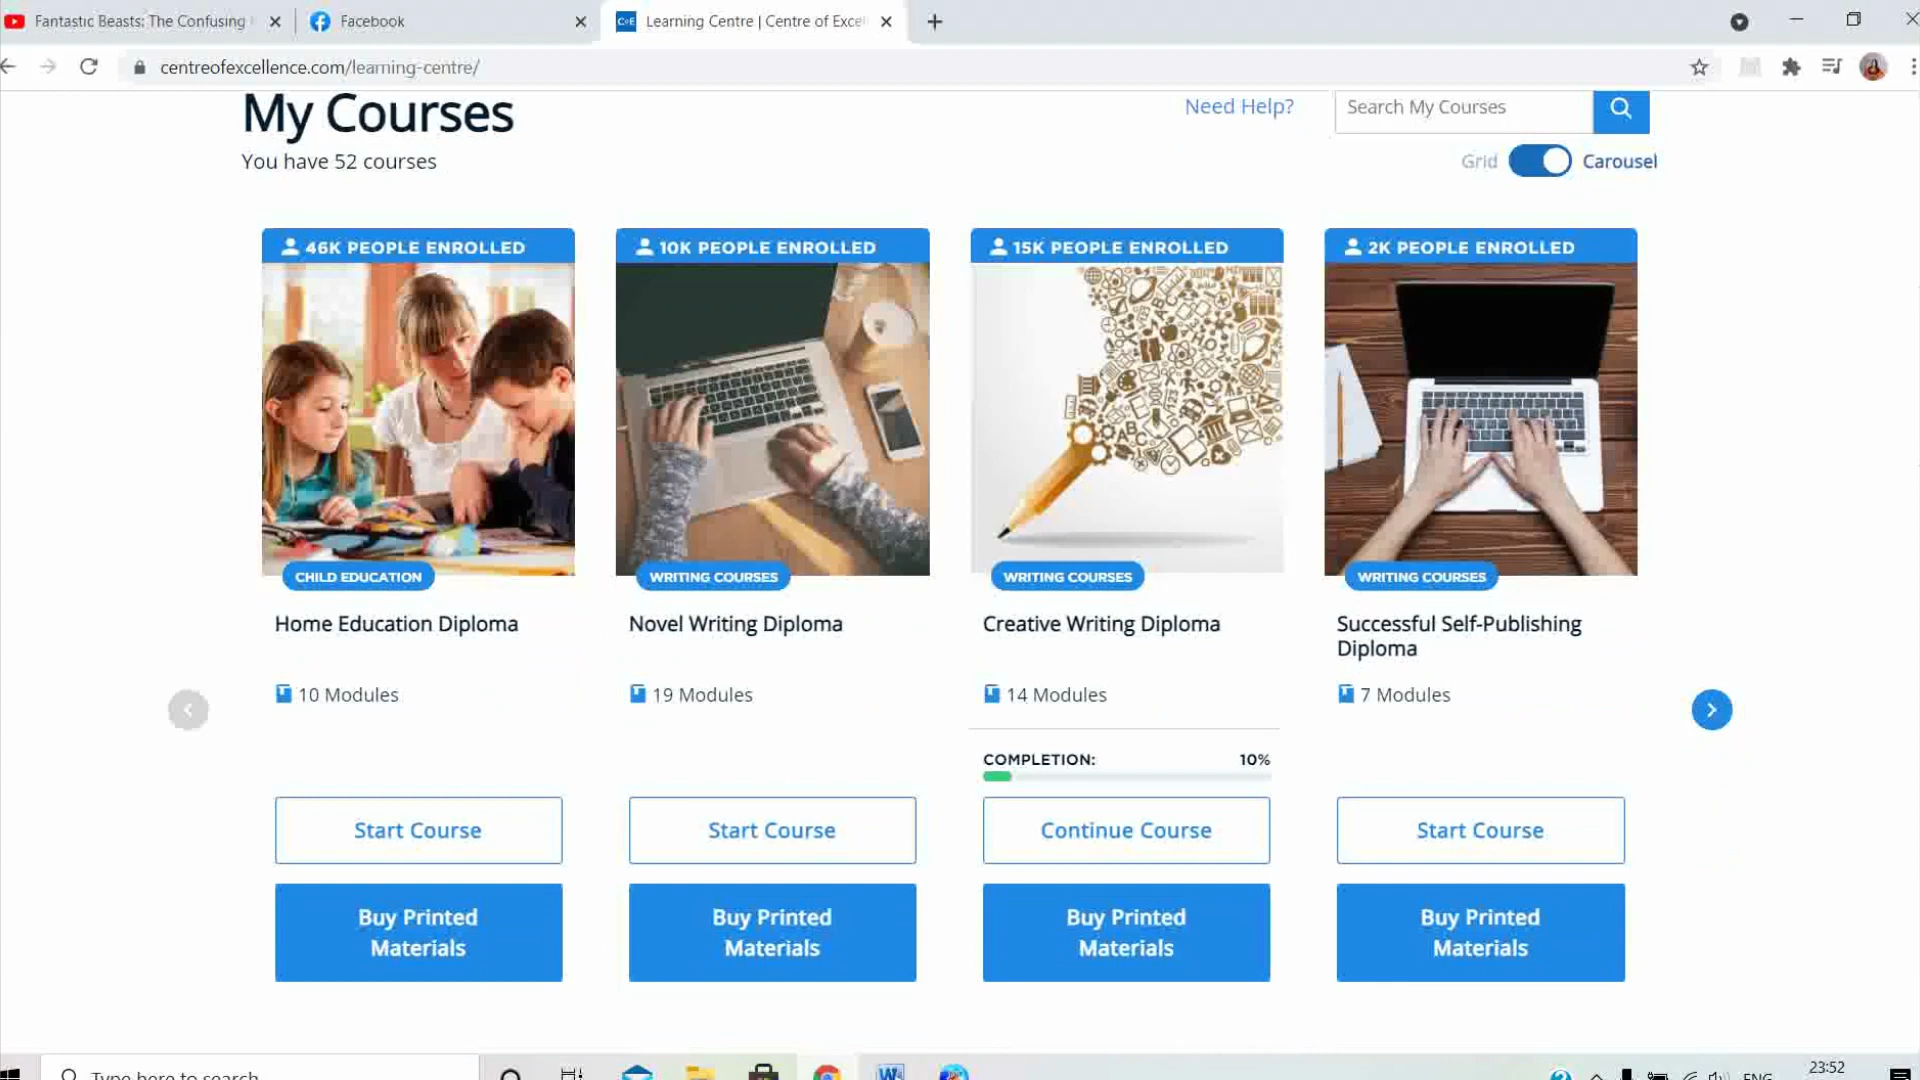 Fantastic Beasts: The Confusing
Facebook
Learning Centre | Centre of Excel
centreofexcellence.com/learning-centre/
My Courses
Need Help?
Search My Courses
You have 52 courses
Grid
Carousel
46K PEOPLE ENROLLED
10K PEOPLE ENROLLED
15K PEOPLE ENROLLED
2K PEOPLE ENROLLED
CHILD EDUCATION
WRITING COURSES
WRITING COURSES
WRITING COURSES
Home Education Diploma
Novel Writing Diploma
Creative Writing Diploma
Successful Self-Publishing
Diploma
10 Modules
19 Modules
14 Modules
7 Modules
COMPLETION:
10%
Start Course
Start Course
Continue Course
Start Course
Buy Printed
Materials
Buy Printed
Materials
Buy Printed
Materials
Buy Printed
Materials
Type here to search
ENG
23:52